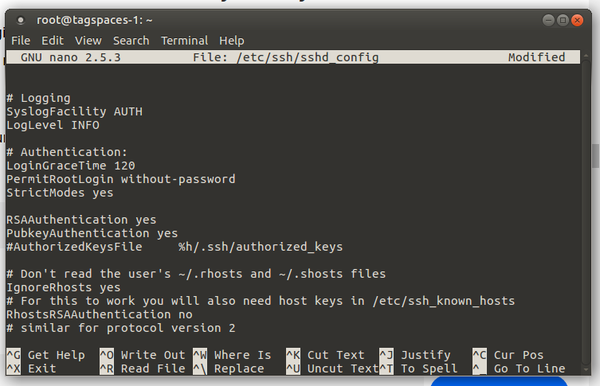 root@tagspaces-1: ~
File Edit View Search Terminal Help
GNU nano 2.5.3 File: /etc/ssh/sshd_config Modified
# Logging
SyslogFacility AUTH
LogLevel INFO
# Authentication:
LoginGraceTime 120
PermitRootLogin without-password
StrictModes yes
RSAAuthentication yes
PubkeyAuthentication yes
#AuthorizedKeysFile %h/.ssh/authorized_keys
# Don't read the user's ~/.rhosts and ~/.shosts files
IgnoreRhosts yes
# For this to work you will also need host keys in /etc/ssh_known_hosts
RhostsRSAAuthentication no
# similar for protocol version 2
^G Get Help ^O Write Out ^W Where Is ^K Cut Text ^J Justify ^C Cur Pos
^X Exit ^R Read File ^\ Replace ^U Uncut Text ^T To Spell ^_ Go To Line